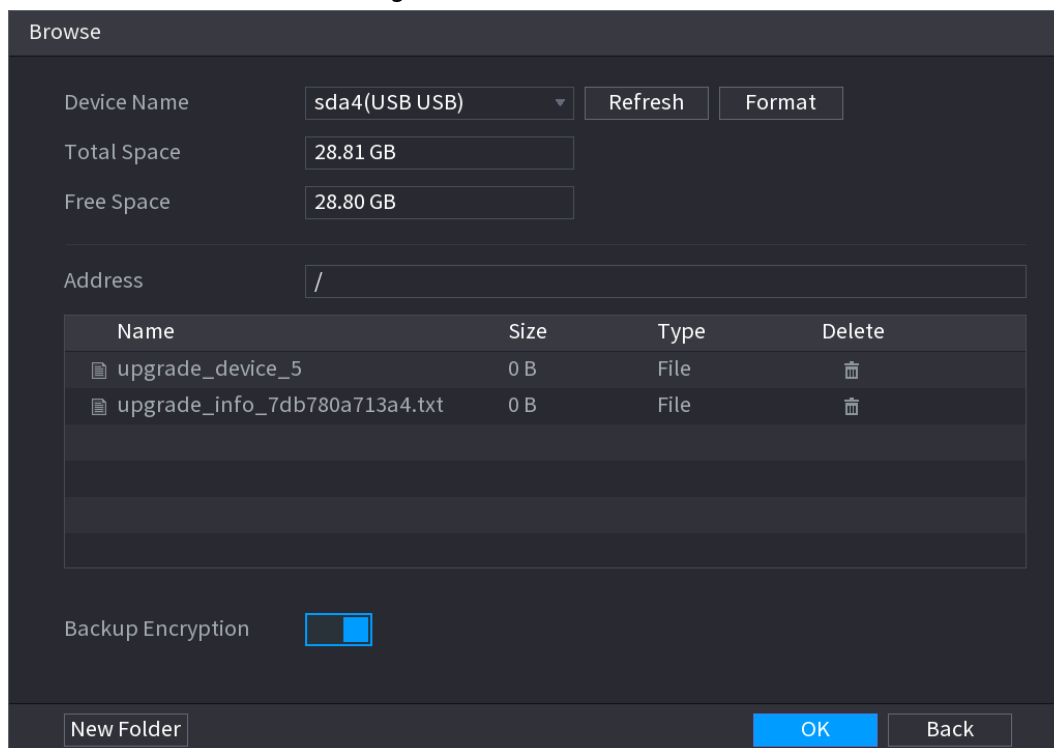 Browse
Device Name sda4(USB USB) Refresh Format
Total Space 28.81 GB
Free Space 28.80 GB
Address /
Name Size Type Delete
upgrade_device_5 0 B File
upgrade_info_7db780a713a4.txt 0 B File
Backup Encryption
New Folder OK Back